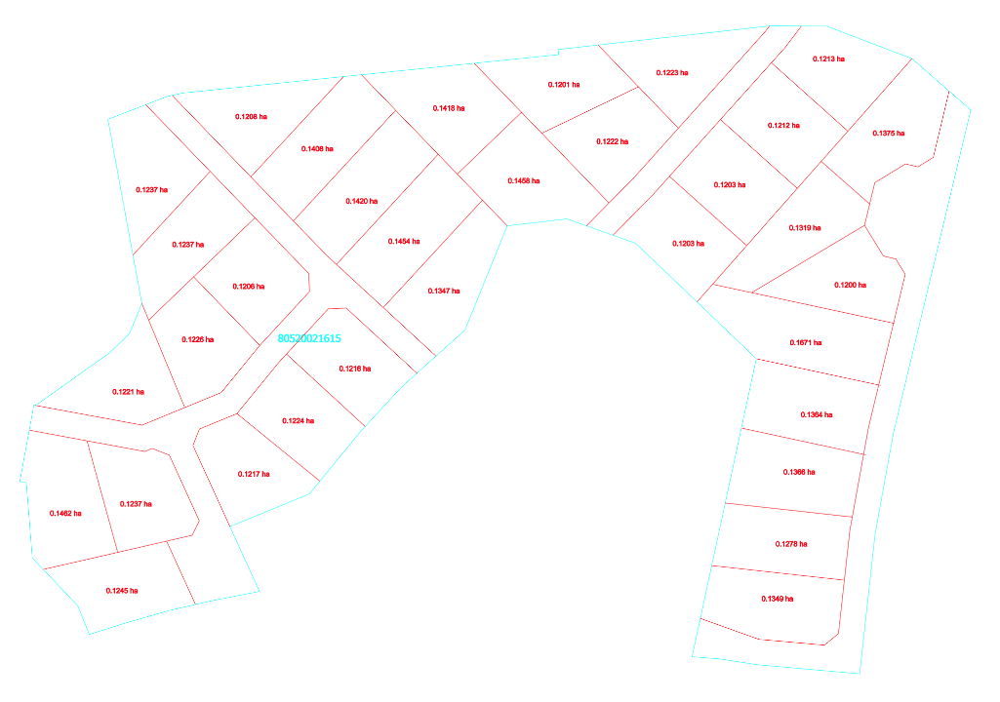 0.1213 ha
0.1223 ha
0.1201 ha
0.1418 ha
0.1208 ha
0.1212 ha
0.1375 ha
0.1222 ha
0.1408 ha
0.1458 ha
0.1203 ha
0.1237 ha
0.1420 ha
0.1319 ha
0.1237 ha
0.1454 ha
0.1203 ha
0.1206 ha
0.1347 ha
0.1200 ha
80520021615
0.1226 ha
0.1671 ha
0.1216 ha
0.1221 ha
0.1364 ha
0.1224 ha
0.1217 ha
0.1366 ha
0.1237 ha
0.1462 ha
0.1278 ha
0.1245 ha
0.1349 ha